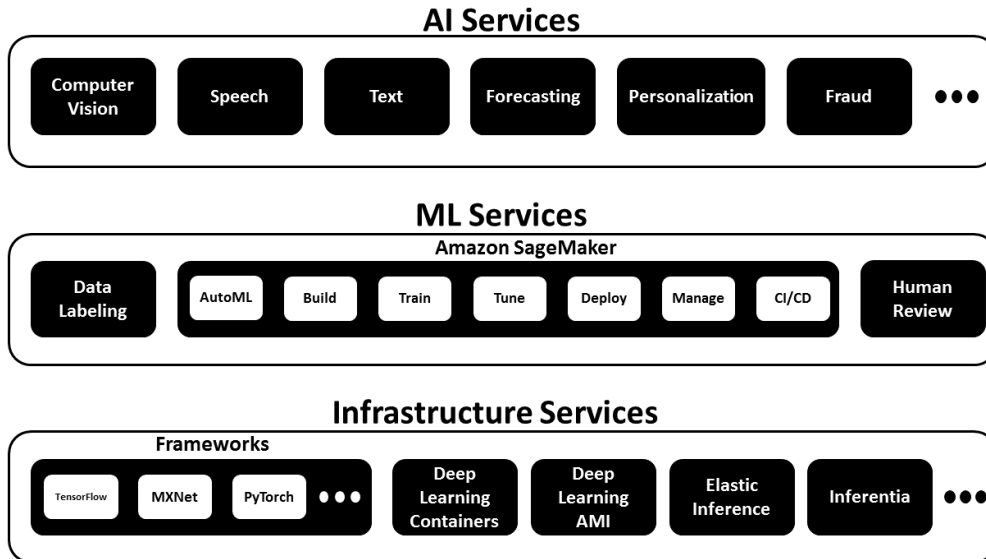 AI Services
Computer
Vision
Speech
Text
Forecasting
Personalization
Fraud
ML Services
Amazon SageMaker
Data
Labeling
AutoML
Build
Train
Tune
Deploy
Manage
CI/CD
Human
Review
Infrastructure Services
Frameworks
TensorFlow
MXNet
PyTorch
Deep
Learning
Containers
Deep
Learning
AMI
Elastic
Inference
Inferentia